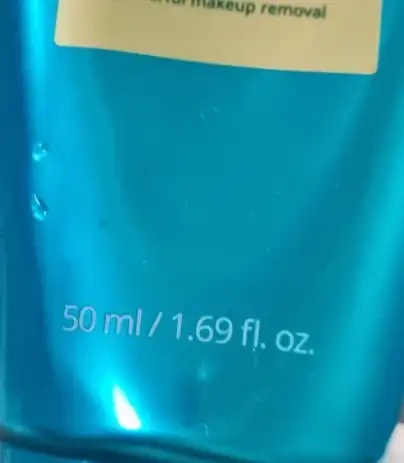 makeup removal
50 ml / 1.69 fl. oz.